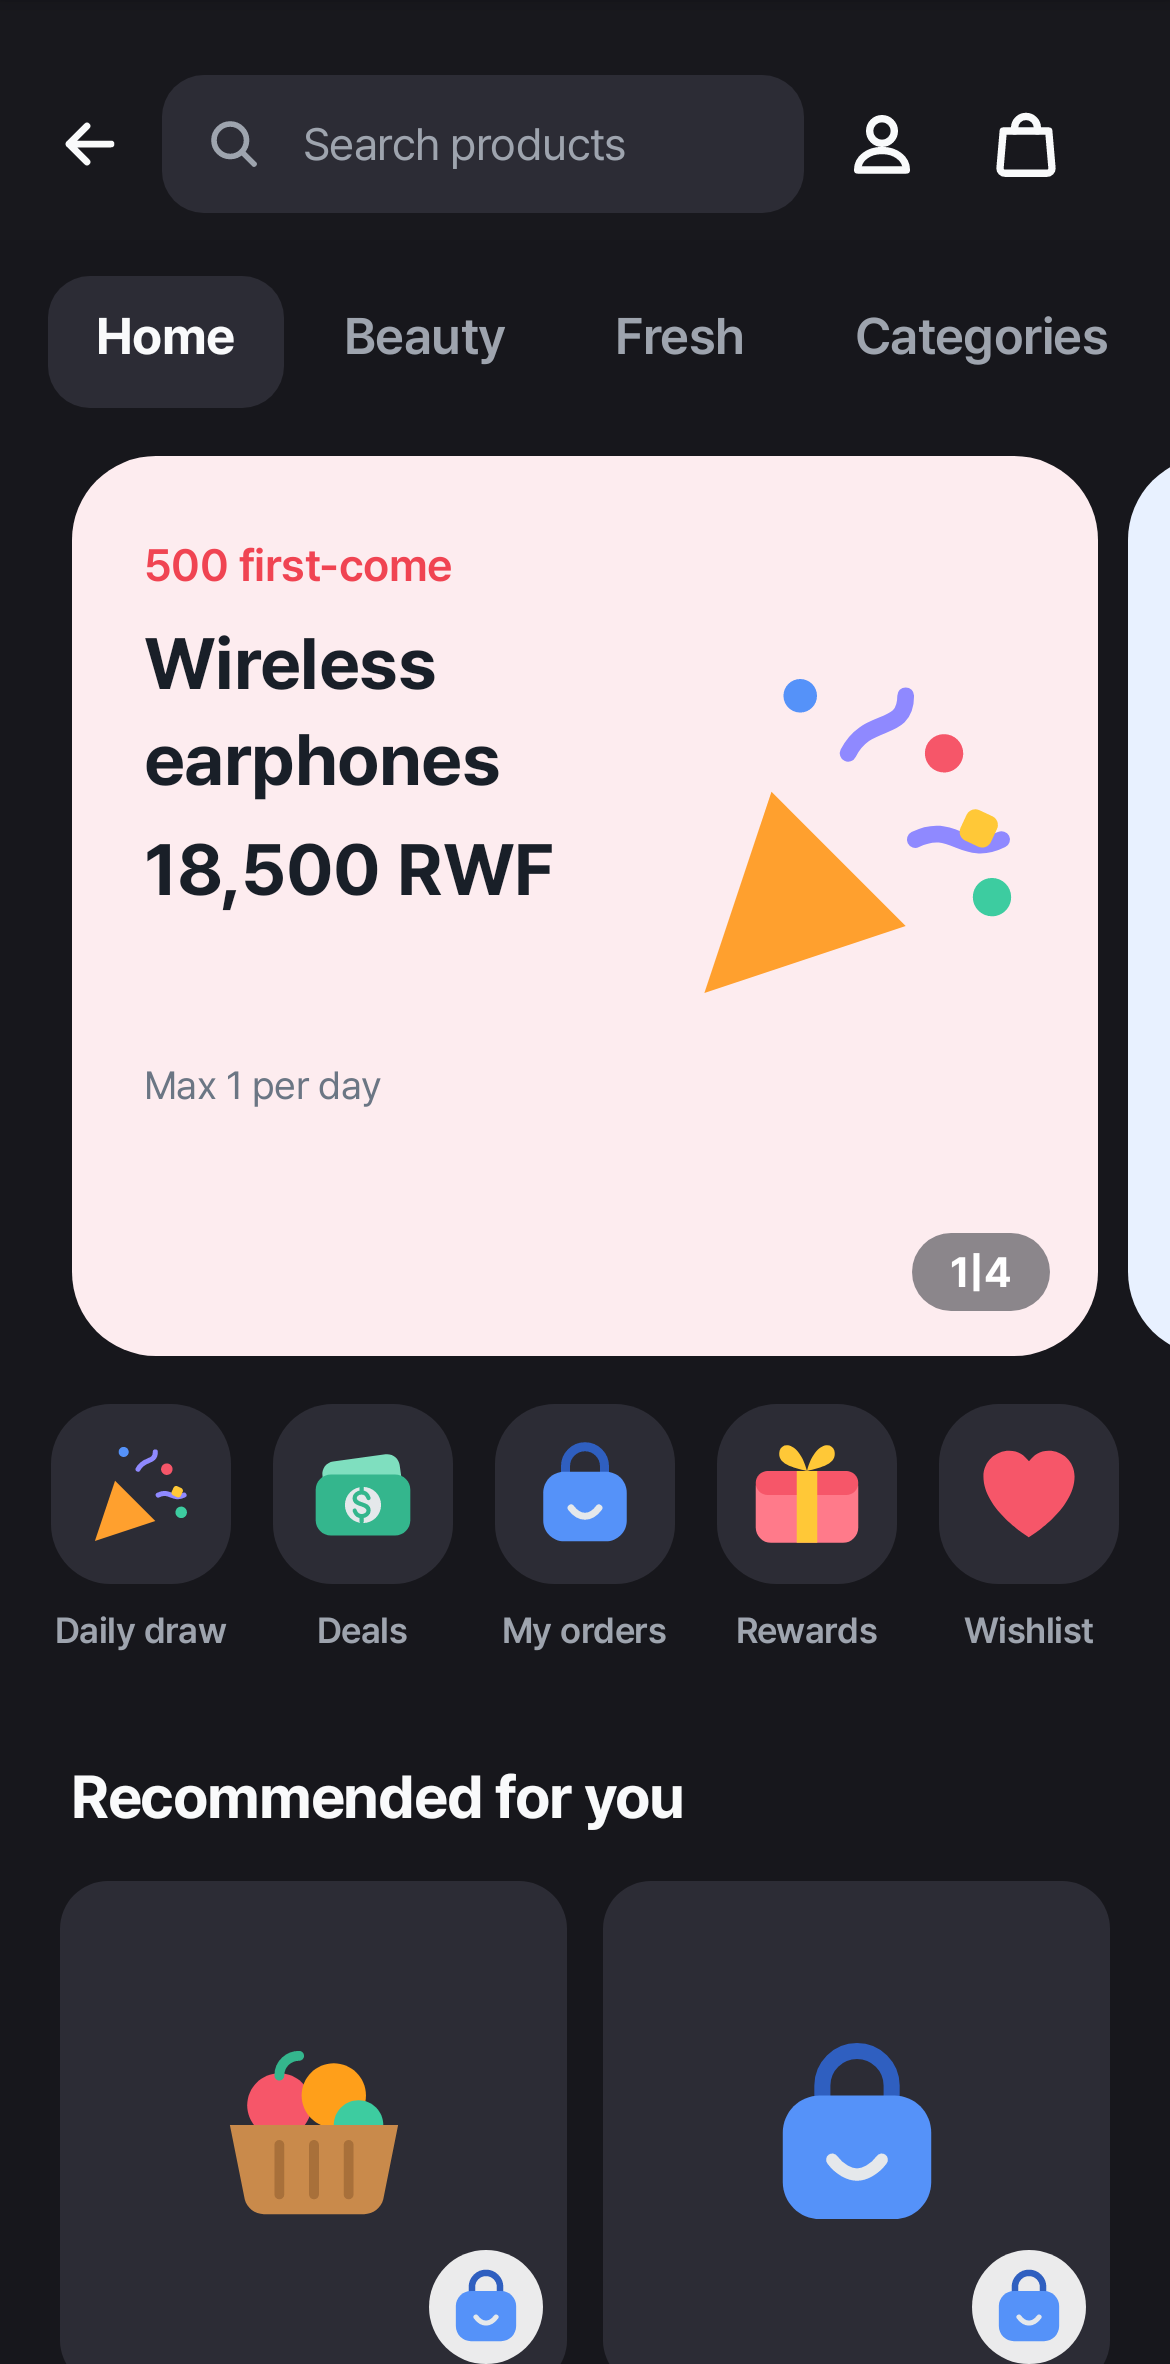 Search products
Home
Beauty
Fresh
Categories
500 first-come
Wireless
earphones
18,500 RWF
Max 1 per day
1|4
Daily draw
Deals
My orders
Rewards
Wishlist
Recommended for you